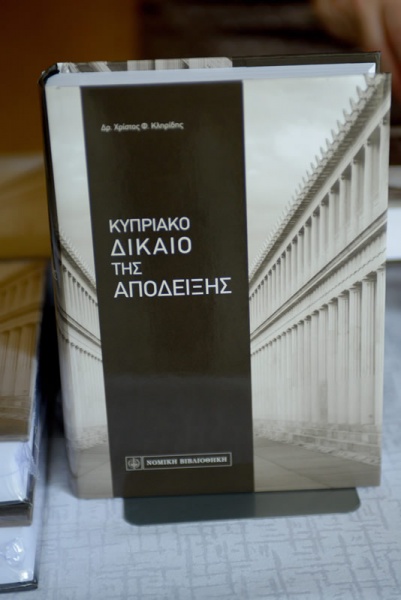 Δρ. Χρίστος Φ. Κληρίδης
ΚΥΠΡΙΑΚΟ
ΔΙΚΑΙΟ
ΤΗΣ
ΑΠΟΔΕΙΞΗΣ
ΝΟΜΙΚΗ ΒΙΒΛΙΟΘΗΚΗ